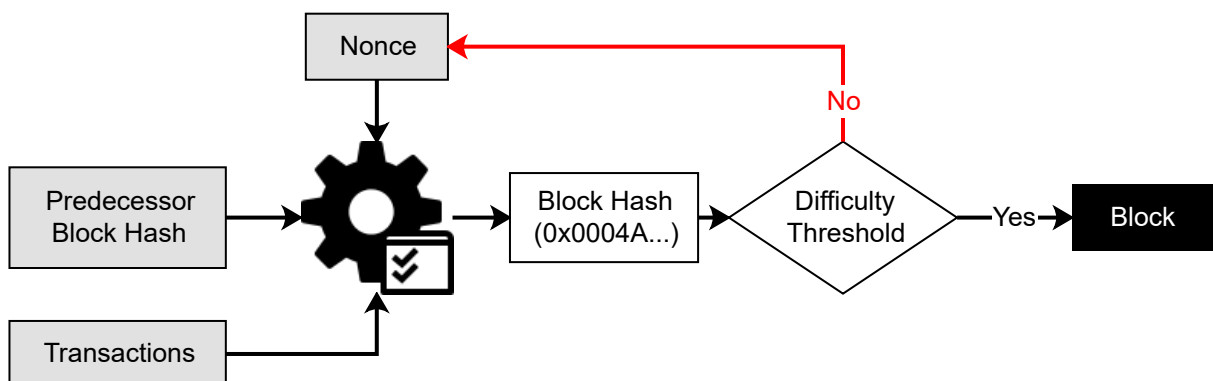 Nonce
No
Predecessor
Block Hash
Block Hash
(0x0004A...)
Difficulty
Threshold
Yes
Block
Transactions